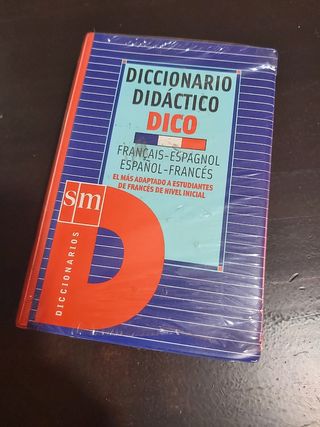 DICCIONARIO
DIDÁCTICO
DICO
FRANÇAIS-ESPAGNOL
ESPAÑOL-FRANCÉS
EL MÁS ADAPTADO A ESTUDIANTES
DE FRANCÉS DE NIVEL INICIAL
sm
D
DICCIONARIOS